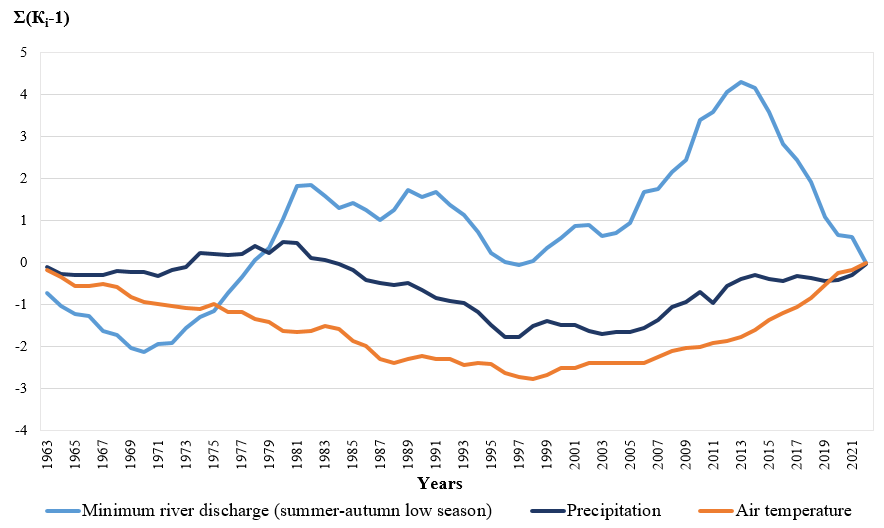 Σ(Kᵢ-1)
5
4
3
2
1
0
-1
-2
-3
-4
1963 1965 1967 1969 1971 1973 1975 1977 1979 1981 1983 1985 1987 1989 1991 1993 1995 1997 1999 2001 2003 2005 2007 2009 2011 2013 2015 2017 2019 2021
Years
Minimum river discharge (summer-autumn low season) Precipitation Air temperature